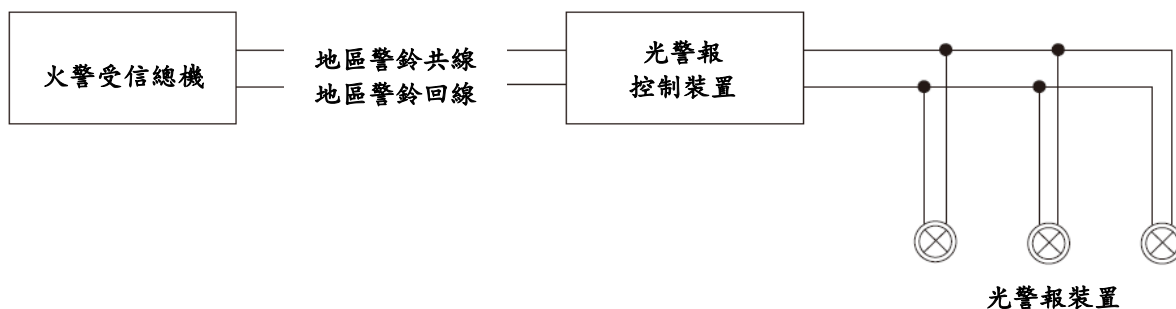 火警受信總機
地區警鈴共線
地區警鈴回線
光警報
控制裝置
光警報裝置